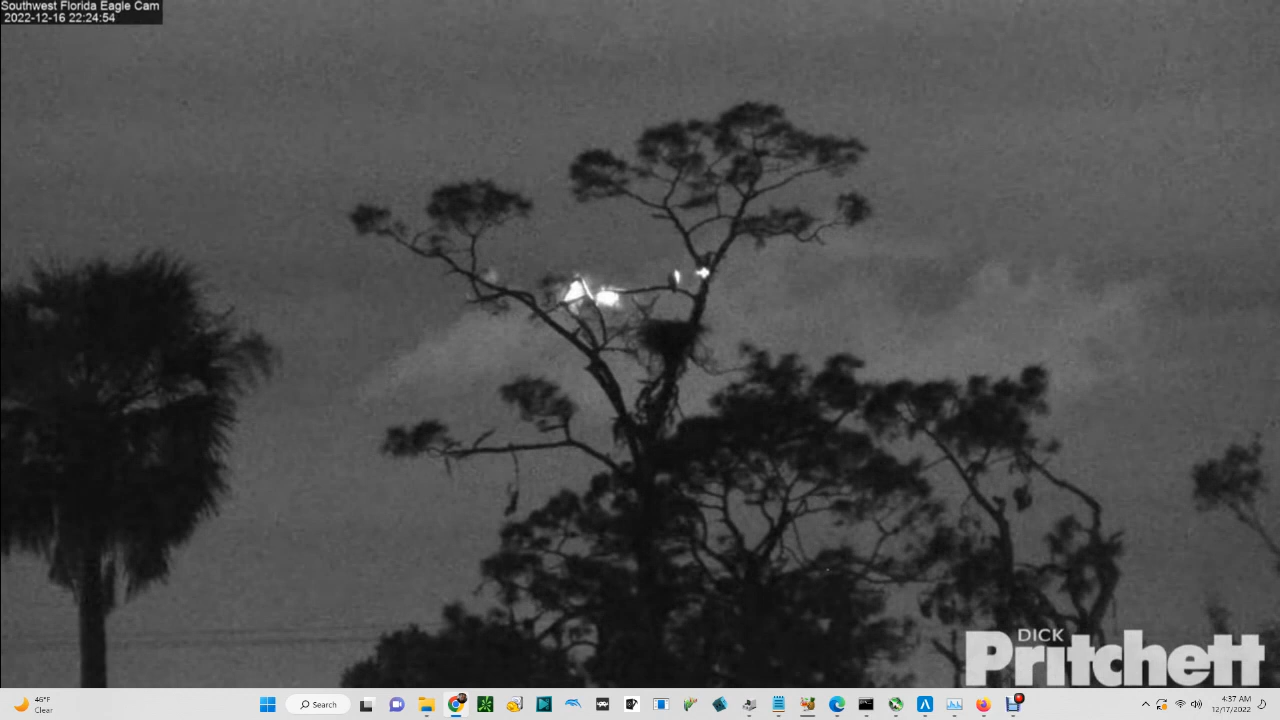 Southwest Florida Eagle Cam
2022-12-16 22:24:54
DICK
Pritchett
46°F
Clear
Search
4:37 AM
12/17/2022